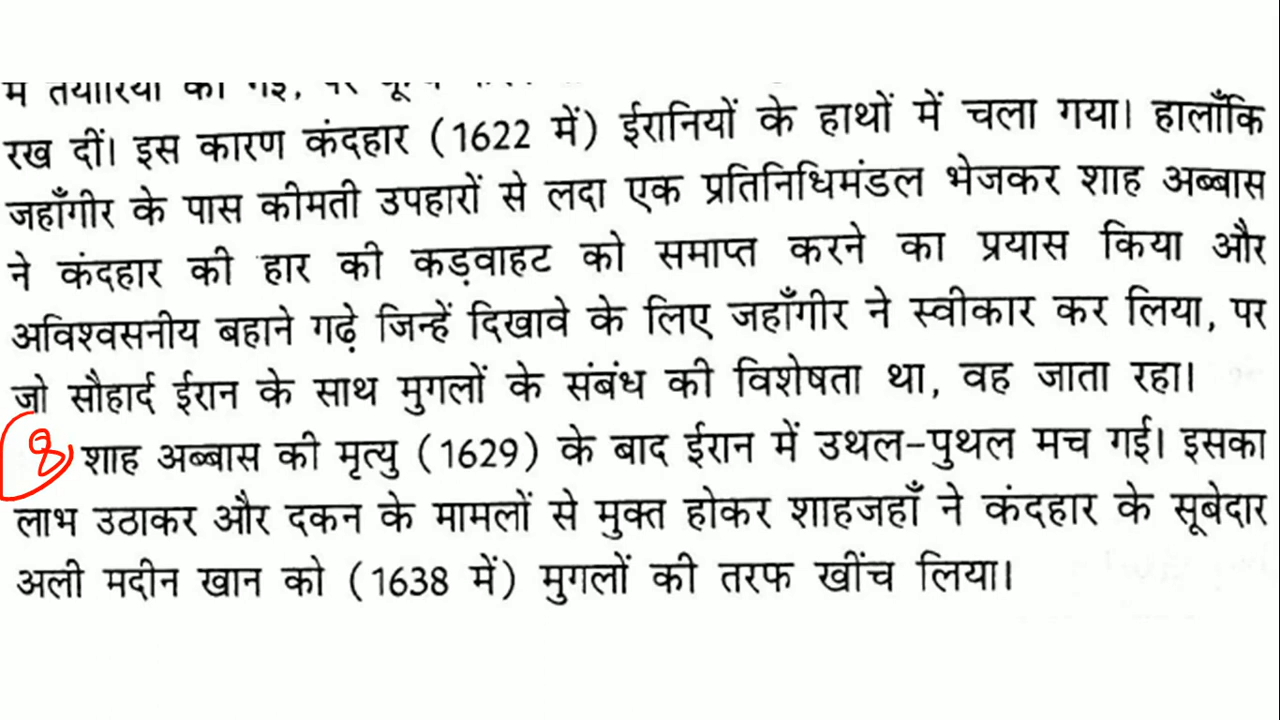 में तैयारियाँ की गईं, पर
रख दीं। इस कारण कंदहार (1622 में) ईरानियों के हाथों में चला गया। हालाँकि
जहाँगीर के पास कीमती उपहारों से लदा एक प्रतिनिधिमंडल भेजकर शाह अब्बास
ने कंदहार की हार की कड़वाहट को समाप्त करने का प्रयास किया और
अविश्वसनीय बहाने गढ़े जिन्हें दिखावे के लिए जहाँगीर ने स्वीकार कर लिया, पर
जो सौहार्द ईरान के साथ मुगलों के संबंध की विशेषता था, वह जाता रहा।
8 शाह अब्बास की मृत्यु (1629) के बाद ईरान में उथल-पुथल मच गई। इसका
लाभ उठाकर और दकन के मामलों से मुक्त होकर शाहजहाँ ने कंदहार के सूबेदार
अली मदीन खान को (1638 में) मुगलों की तरफ खींच लिया।